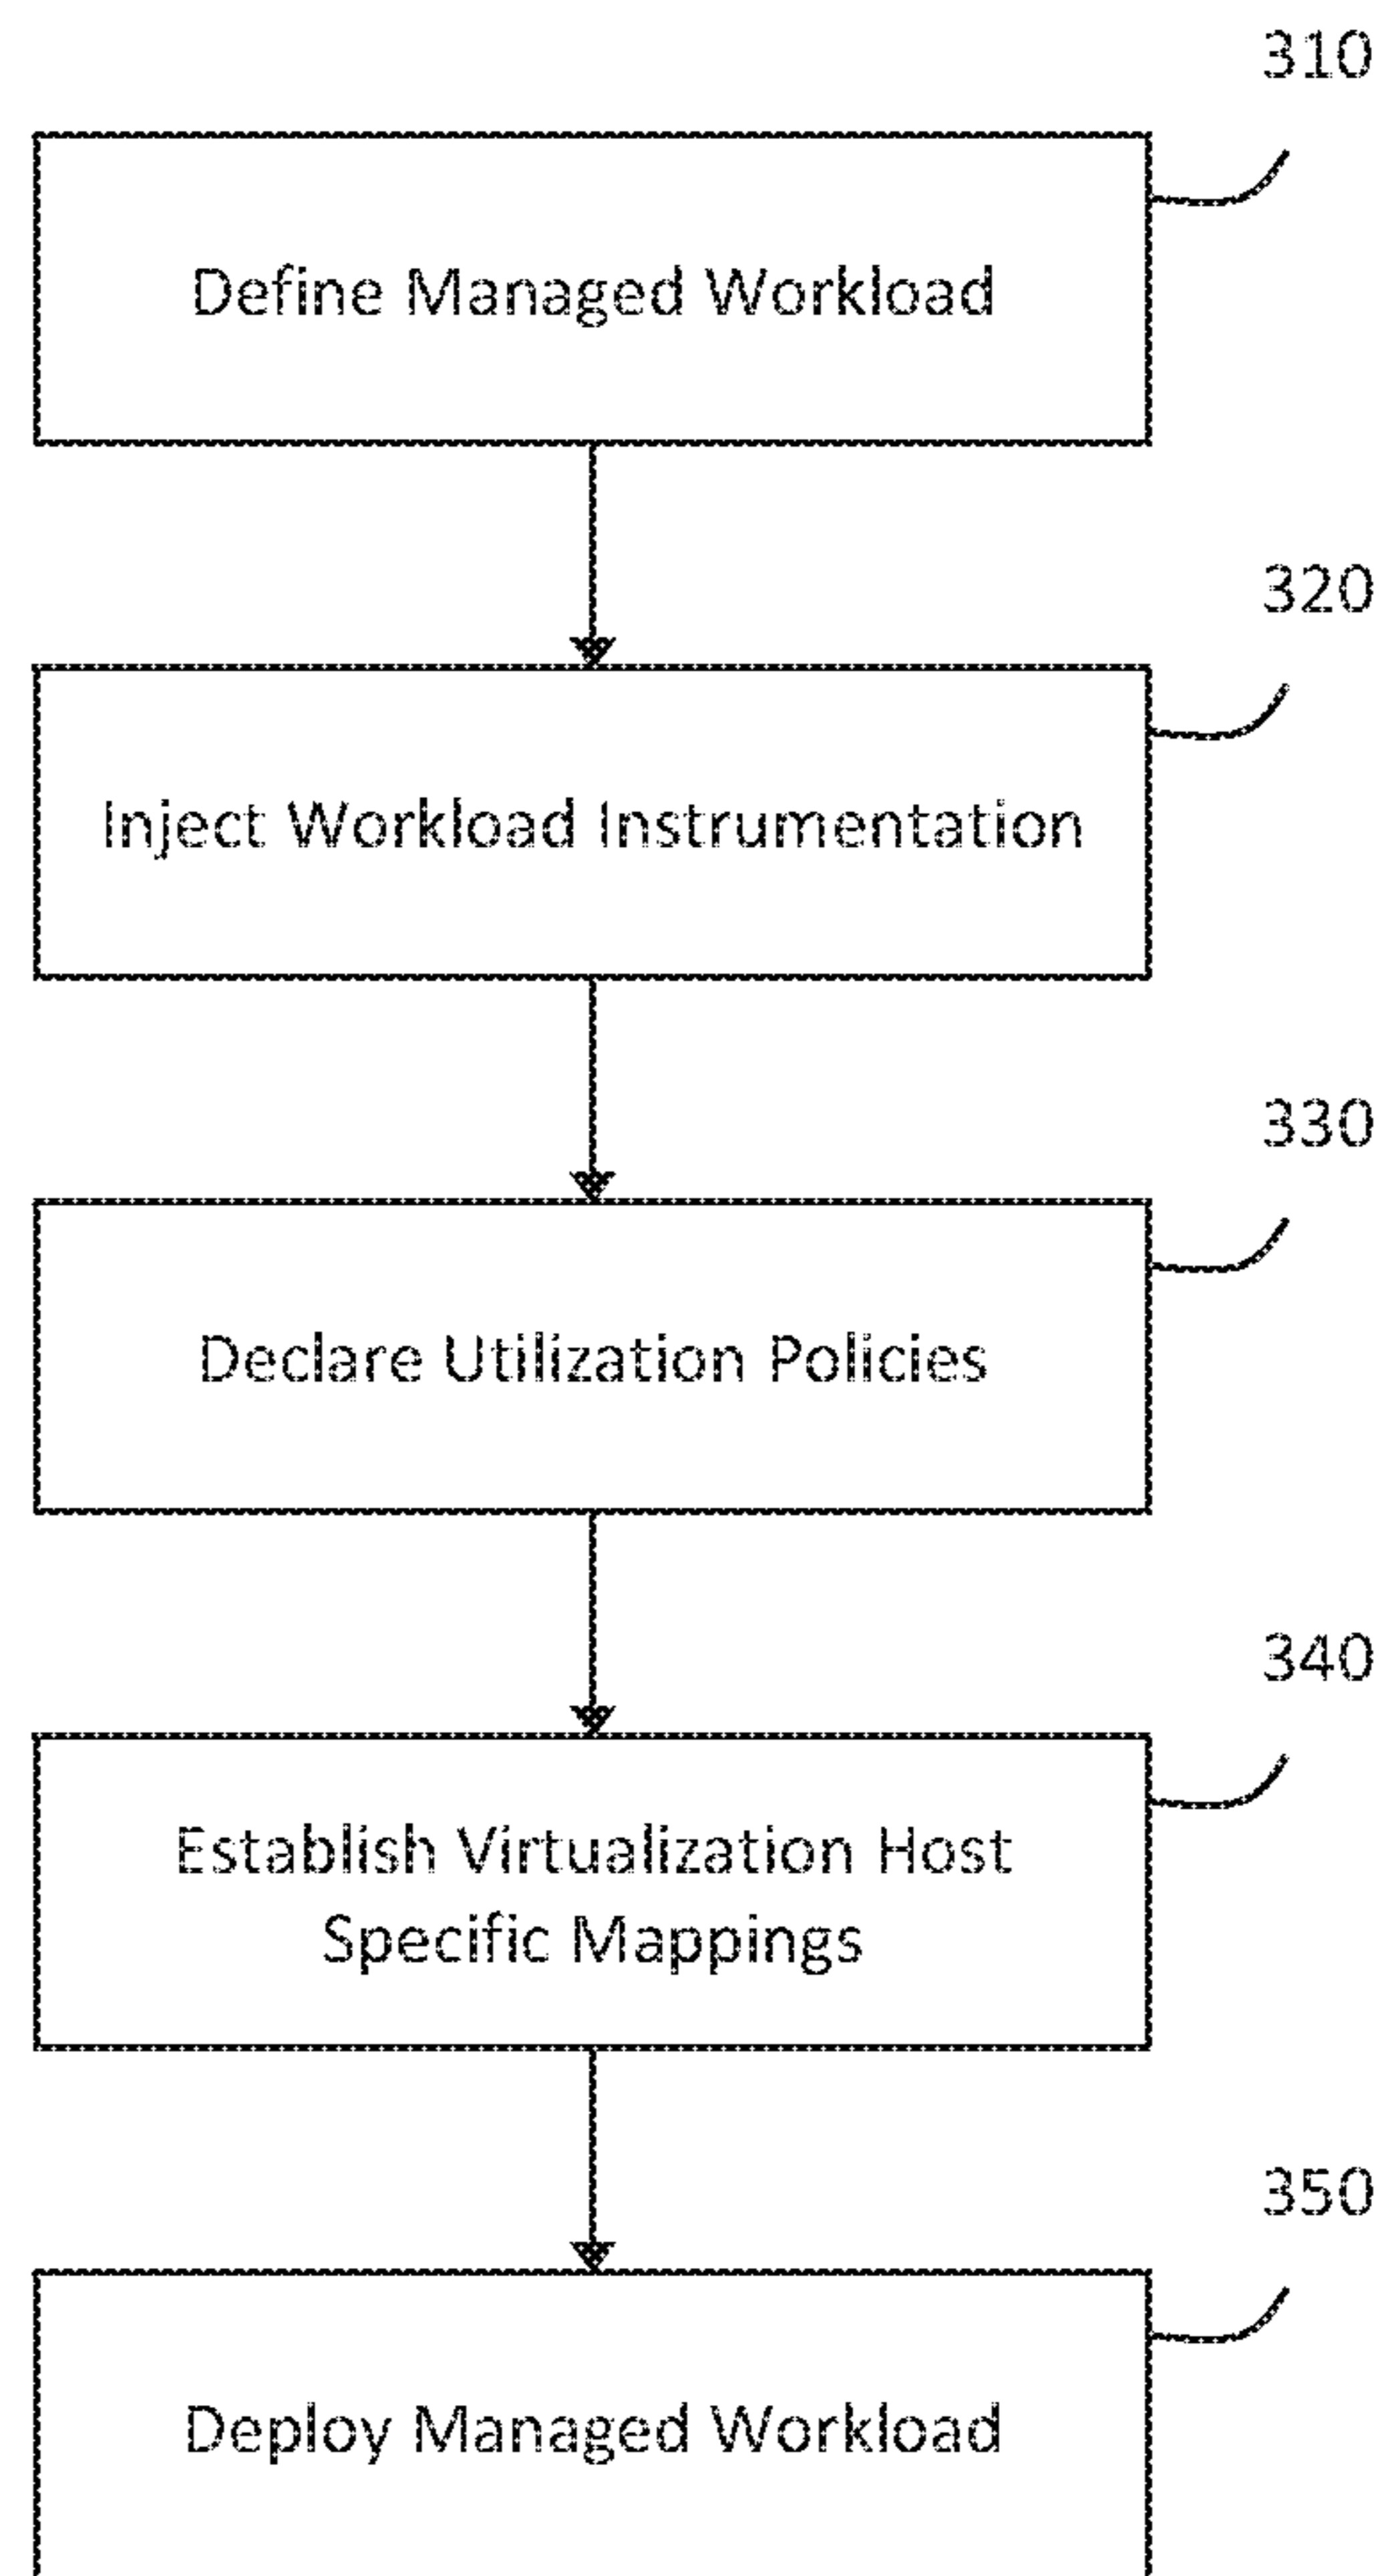 310
Define Managed Workload
320
Inject Workload Instrumentation
330
Declare Utilization Policies
340
Establish Virtualization Host
Specific Mappings
350
Deploy Managed Workload